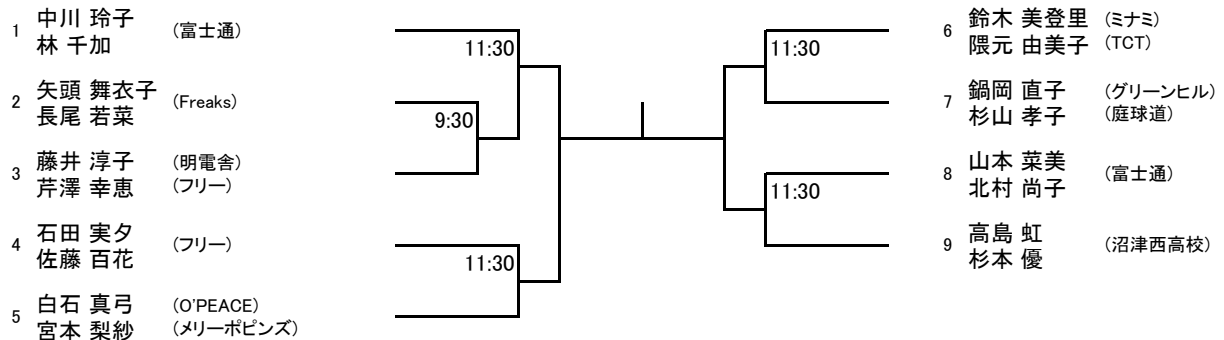 1 中川 玲子 (富士通)
林 千加
11:30
2 矢頭 舞衣子 (Freaks)
長尾 若菜
9:30
3 藤井 淳子 (明電舎)
芹澤 幸恵 (フリー)
4 石田 実夕 (フリー)
佐藤 百花
11:30
5 白石 真弓 (O'PEACE)
宮本 梨紗 (メリーポピンズ)
6 鈴木 美登里 (ミナミ)
隈元 由美子 (TCT)
11:30
7 鍋岡 直子 (グリーンヒル)
杉山 孝子 (庭球道)
8 山本 菜美 (富士通)
北村 尚子
11:30
9 高島 虹 (沼津西高校)
杉本 優